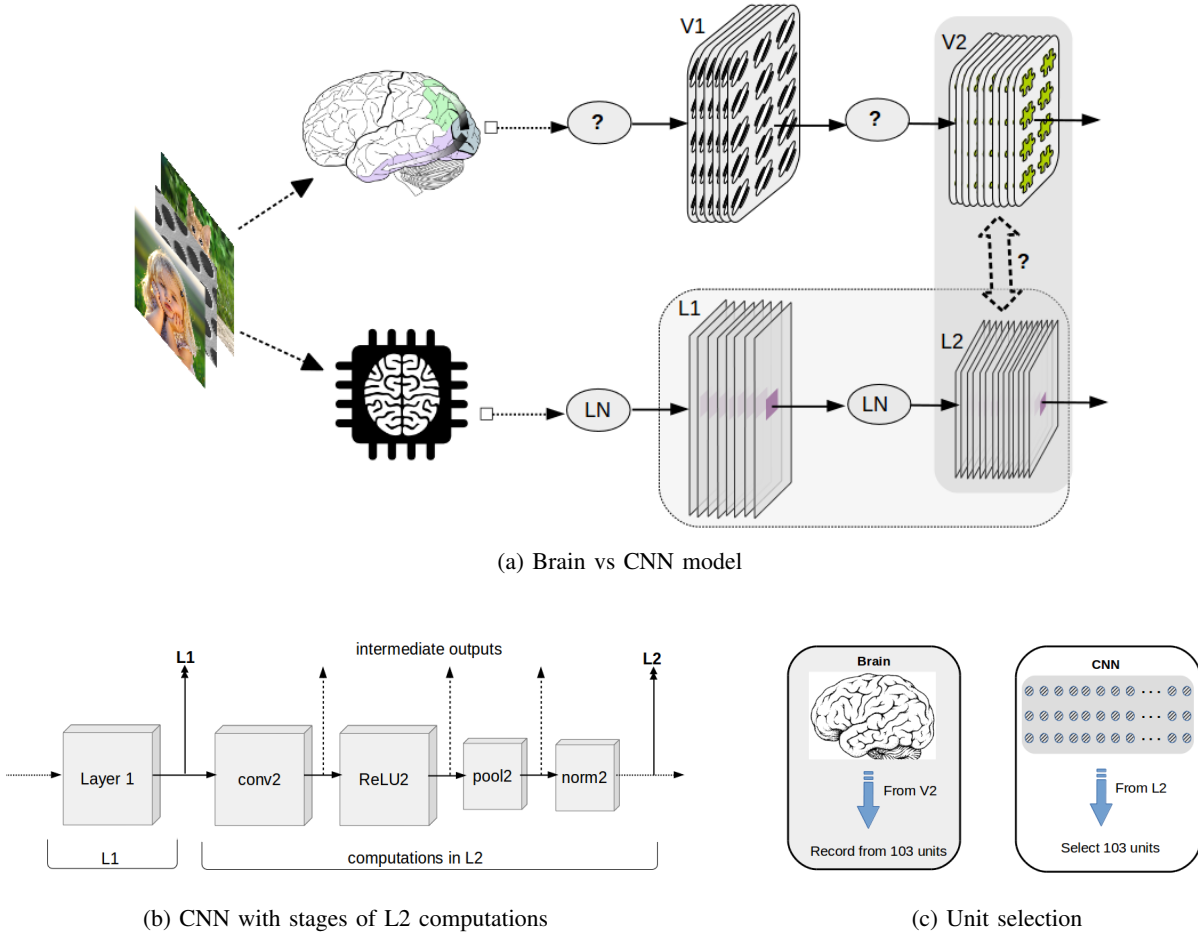 V1
V2
?
?
?
L1
L2
LN
LN
(a) Brain vs CNN model
intermediate outputs
L1
L2
Layer 1
conv2
ReLU2
pool2
norm2
L1
computations in L2
(b) CNN with stages of L2 computations
Brain
From V2
Record from 103 units
CNN
· · ·
· · ·
· · ·
From L2
Select 103 units
(c) Unit selection